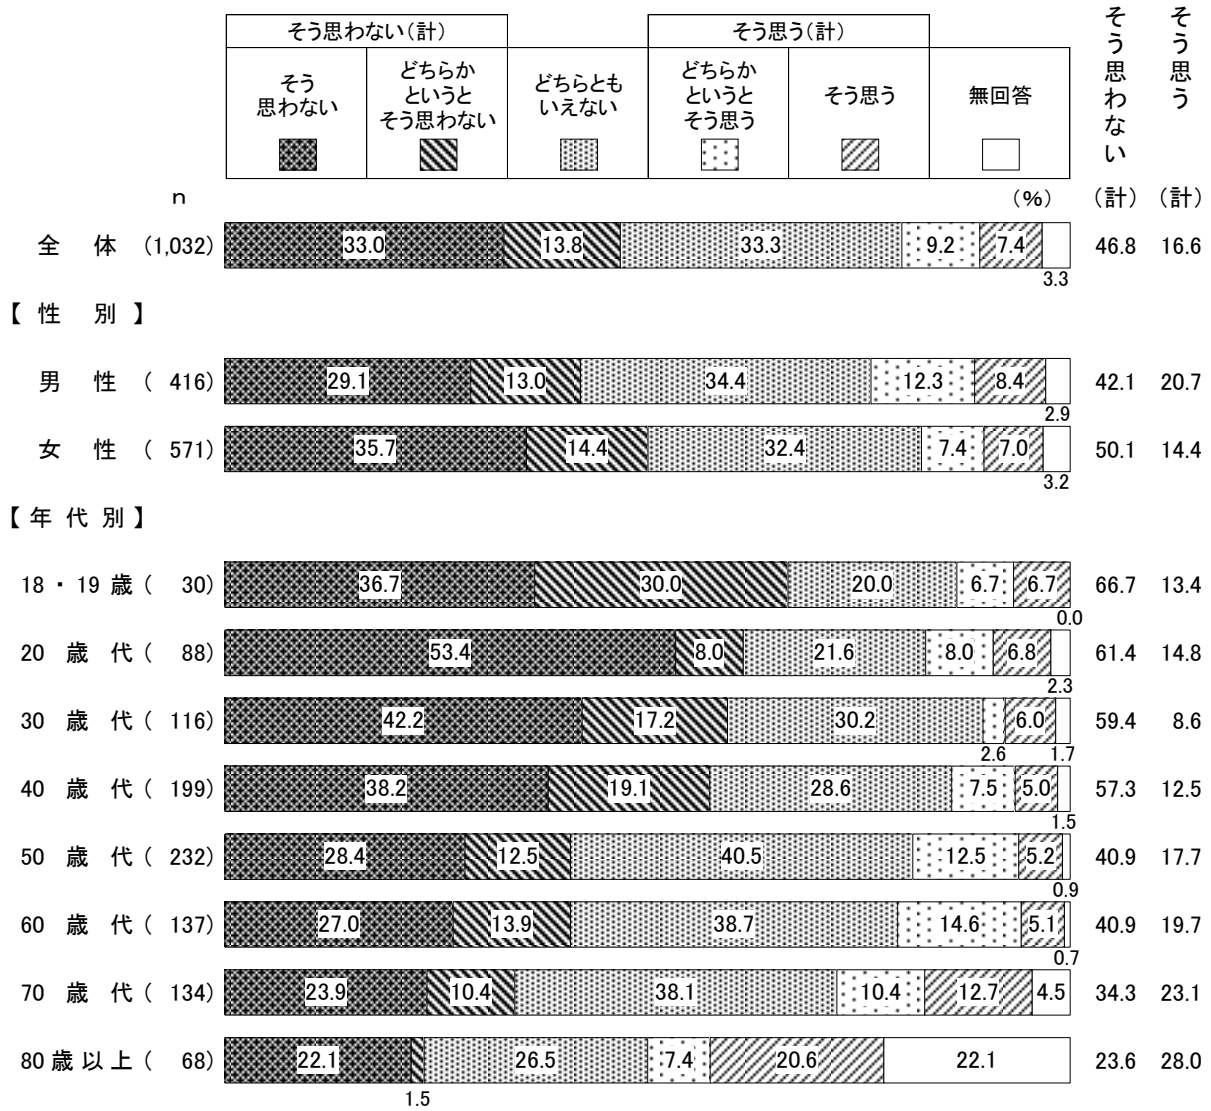 そう思わない（計） そう思う（計）
そう思わない
どちらかというとそう思わない
どちらともいえない
どちらかというとそう思う
そう思う
無回答
そう思わない（計）
そう思う（計）
n （%）
全体 (1,032) 33.0 13.8 33.3 9.2 7.4 46.8 16.6
3.3
【性別】
男性 ( 416) 29.1 13.0 34.4 12.3 8.4 42.1 20.7
2.9
女性 ( 571) 35.7 14.4 32.4 7.4 7.0 50.1 14.4
3.2
【年代別】
18・19歳 ( 30) 36.7 30.0 20.0 6.7 6.7 66.7 13.4
0.0
20歳代 ( 88) 53.4 8.0 21.6 8.0 6.8 61.4 14.8
2.3
30歳代 ( 116) 42.2 17.2 30.2 6.0 59.4 8.6
2.6 1.7
40歳代 ( 199) 38.2 19.1 28.6 7.5 5.0 57.3 12.5
1.5
50歳代 ( 232) 28.4 12.5 40.5 12.5 5.2 40.9 17.7
0.9
60歳代 ( 137) 27.0 13.9 38.7 14.6 5.1 40.9 19.7
0.7
70歳代 ( 134) 23.9 10.4 38.1 10.4 12.7 4.5 34.3 23.1
80歳以上 ( 68) 22.1 26.5 7.4 20.6 22.1 23.6 28.0
1.5